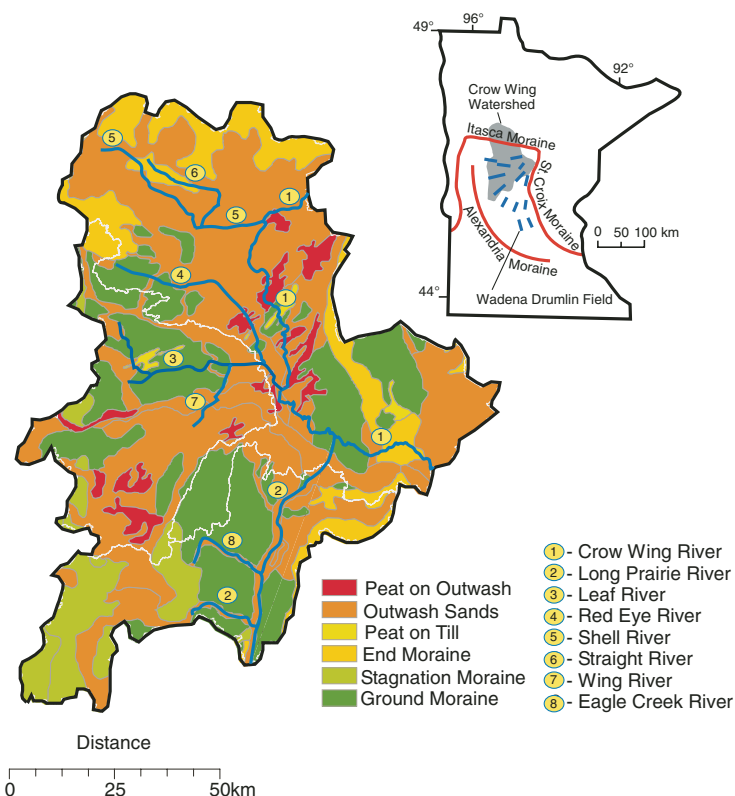 96°
49°
92°
Crow Wing
Watershed
Itasca Moraine
St. Croix Moraine
Alexandria Moraine
0 50 100 km
44°
Wadena Drumlin Field
5
6
1
5
4
1
3
7
1
2
8
2
Peat on Outwash
Outwash Sands
Peat on Till
End Moraine
Stagnation Moraine
Ground Moraine
1 - Crow Wing River
2 - Long Prairie River
3 - Leaf River
4 - Red Eye River
5 - Shell River
6 - Straight River
7 - Wing River
8 - Eagle Creek River
Distance
0 25 50km